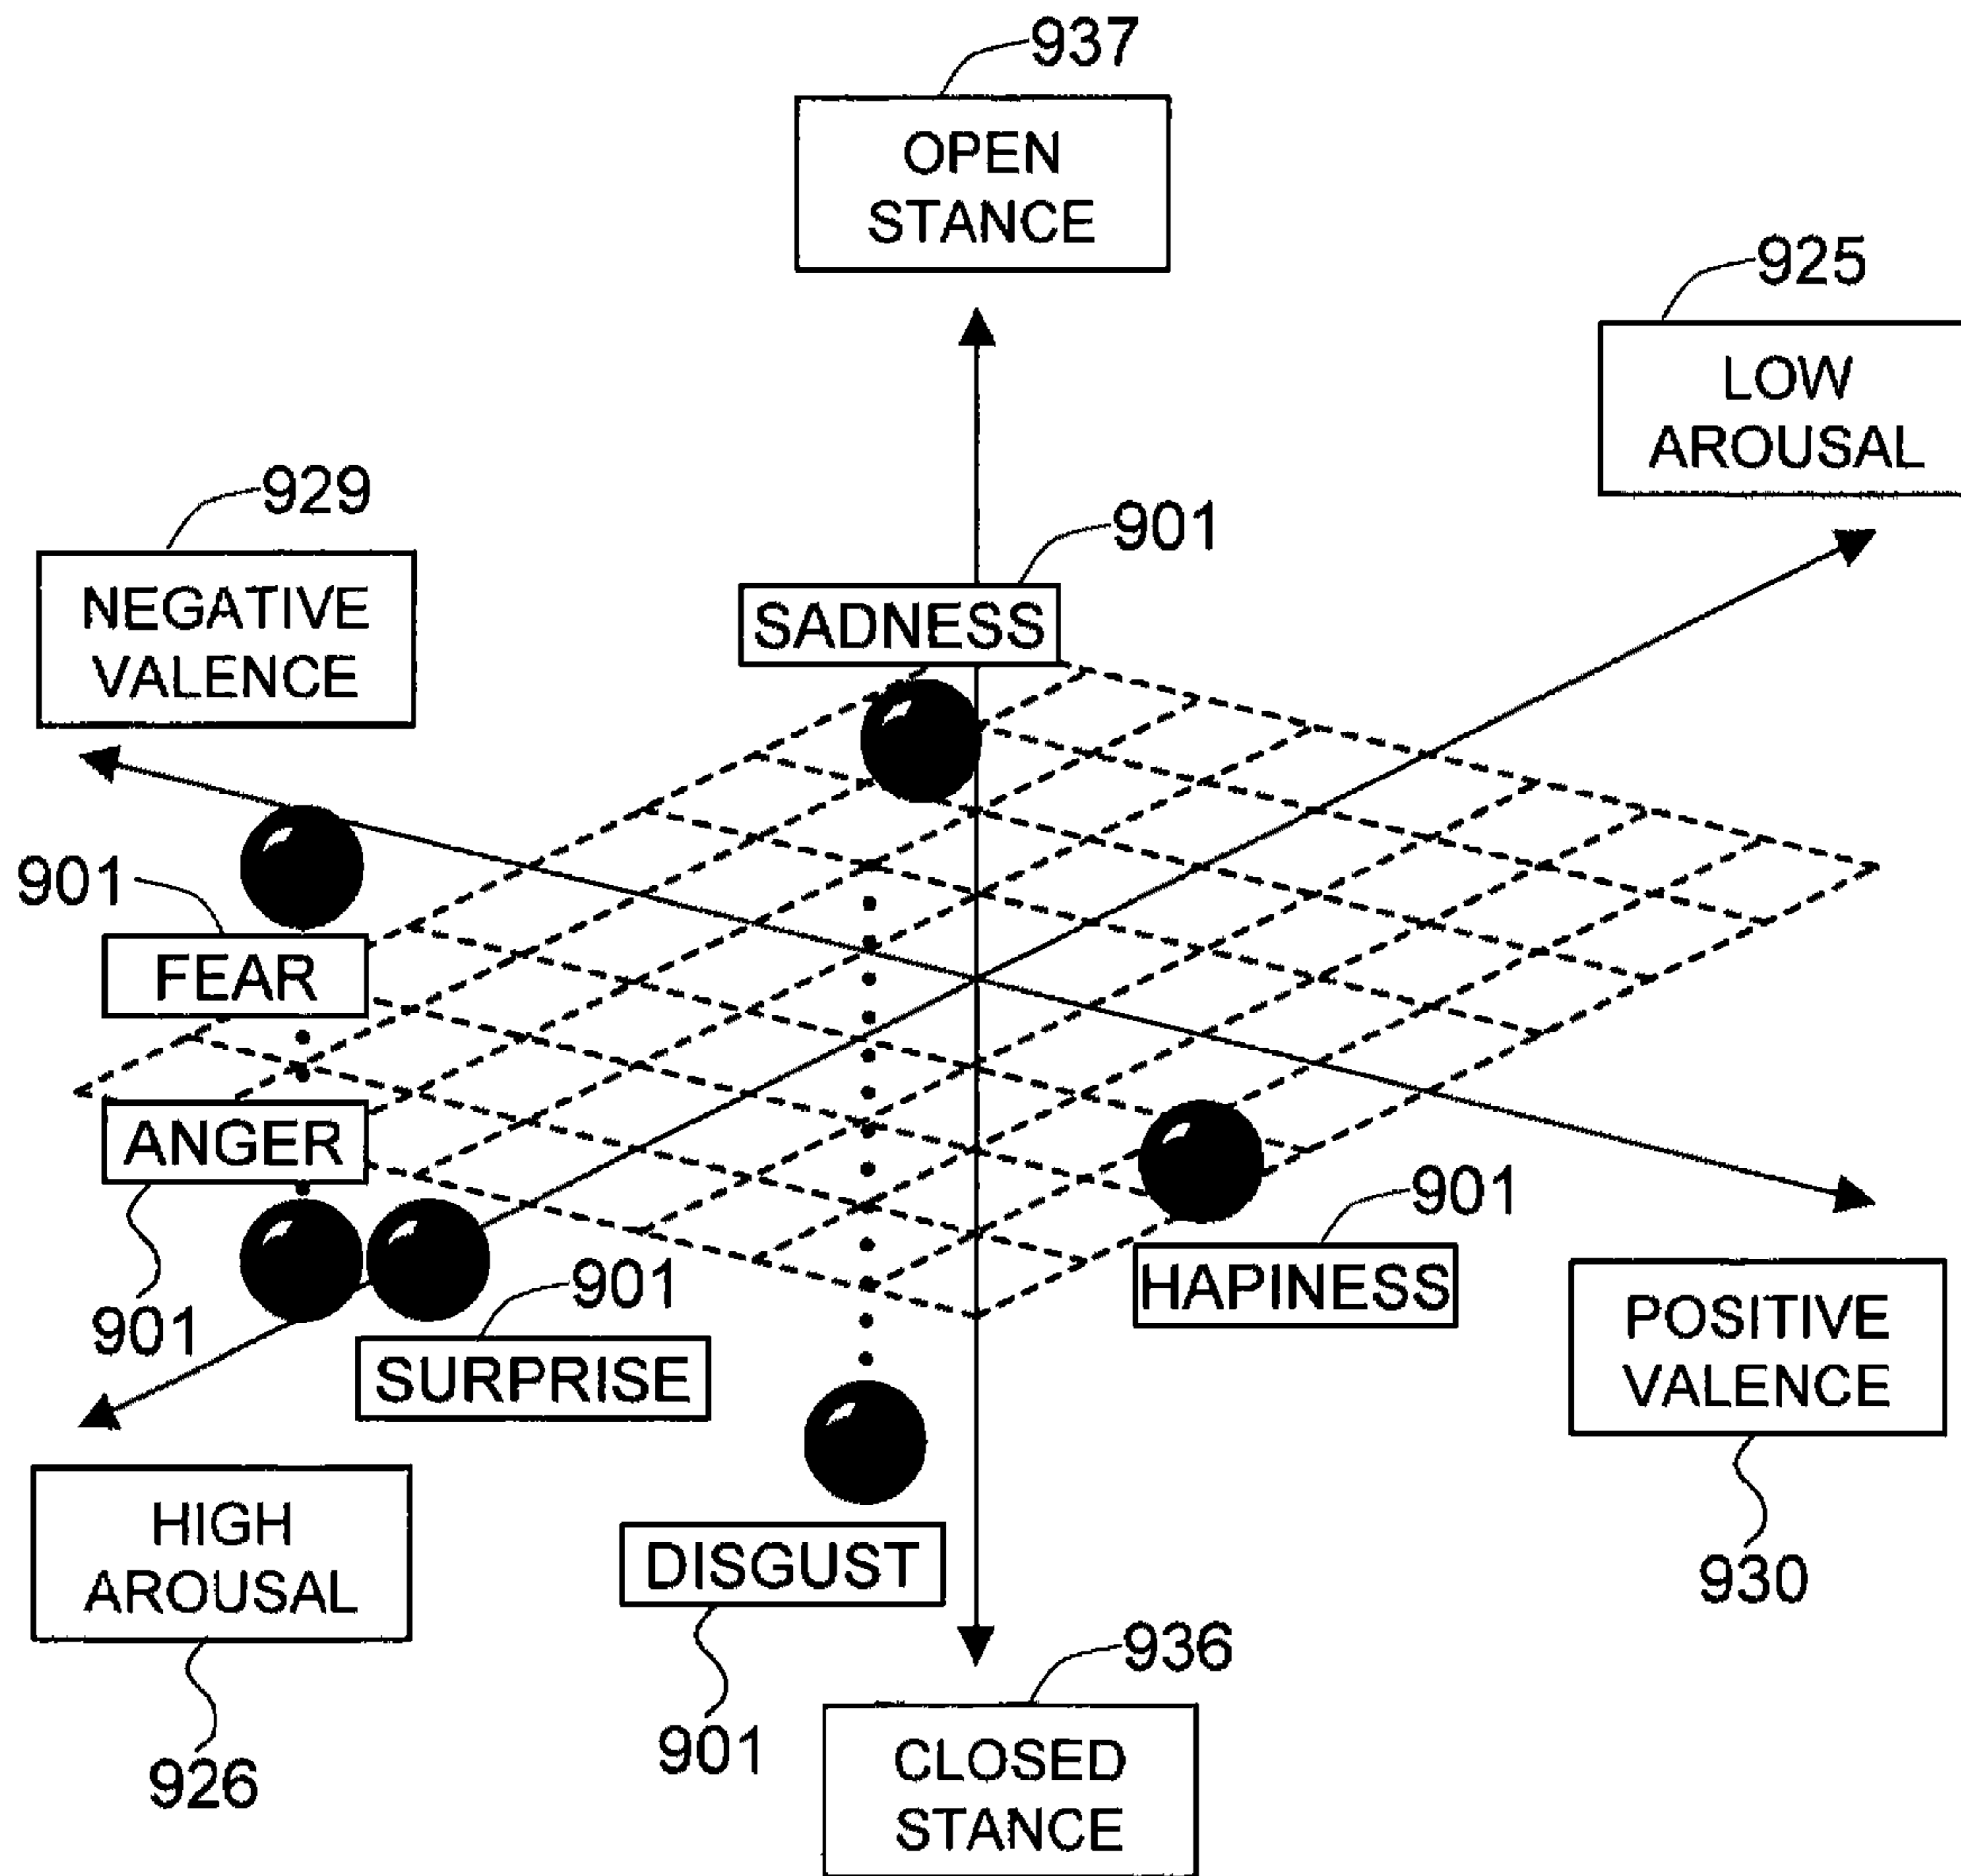 937
OPEN
STANCE
925
LOW
AROUSAL
929
NEGATIVE
VALENCE
901
SADNESS
901
FEAR
ANGER
901
901
HAPINESS
901
SURPRISE
POSITIVE
VALENCE
930
HIGH
AROUSAL
926
DISGUST
901
936
CLOSED
STANCE